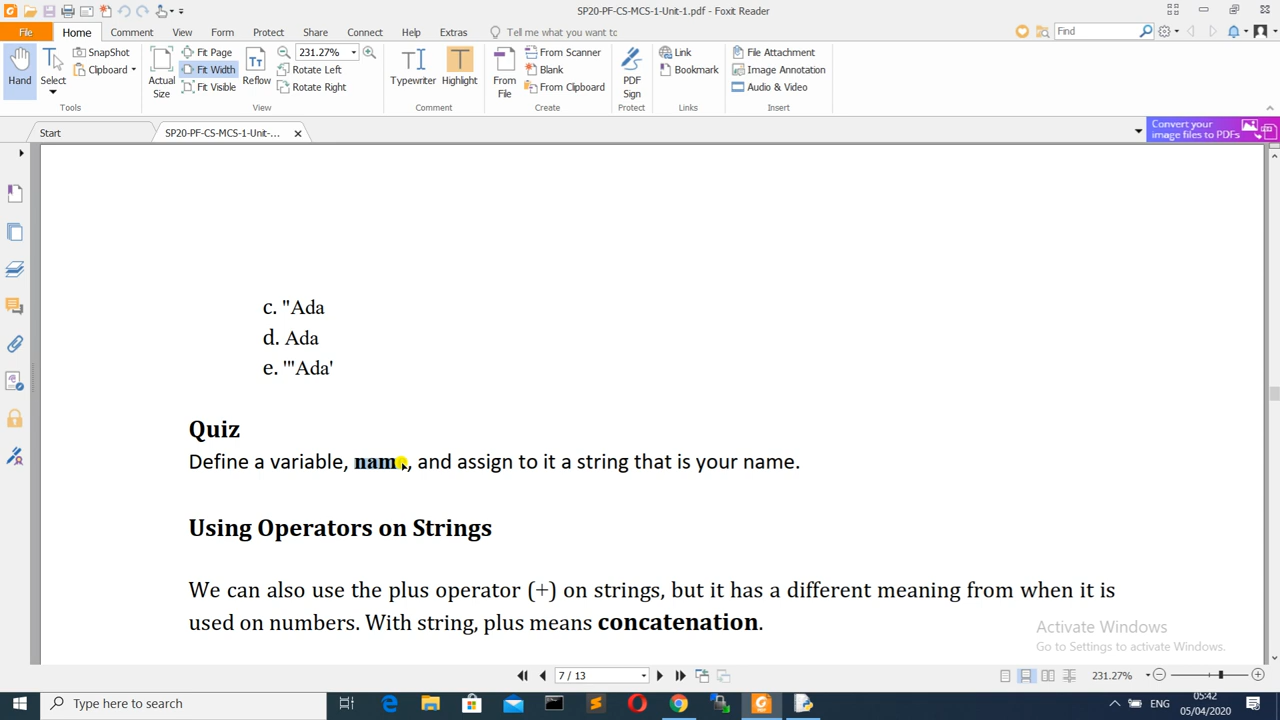 SP20-PF-CS-MCS-1-Unit-1.pdf - Foxit Reader
File Home Comment View Form Protect Share Connect Help Extras Tell me what you want to Find
Hand
Select
SnapShot
Clipboard
Tools
Actual Size
Fit Page
Fit Width
Fit Visible
Reflow
231.27%
Rotate Left
Rotate Right
View
Typewriter
Highlight
Comment
From File
From Scanner
Blank
From Clipboard
Create
PDF Sign
Protect
Link
Bookmark
Links
File Attachment
Image Annotation
Audio & Video
Insert
Start
SP20-PF-CS-MCS-1-Unit-...
Convert your
image files to PDFs
c. "Ada
d. Ada
e. '"Ada'
Quiz
Define a variable, name, and assign to it a string that is your name.
Using Operators on Strings
We can also use the plus operator (+) on strings, but it has a different meaning from when it is
used on numbers. With string, plus means concatenation.
Activate Windows
Go to Settings to activate Windows.
7 / 13
231.27%
Type here to search
ENG
05:42
05/04/2020